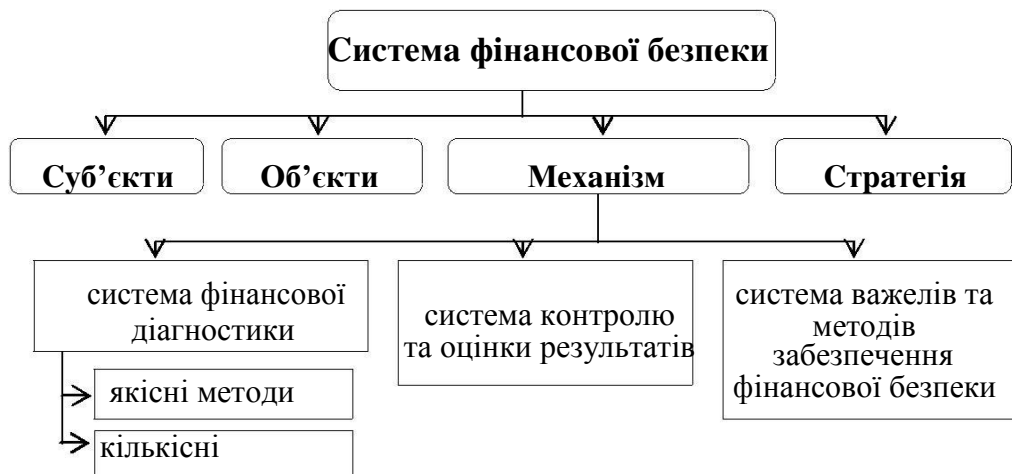 Система фінансової безпеки
Суб’єкти
Об’єкти
Механізм
Стратегія
система фінансової
діагностики
система контролю
та оцінки результатів
система важелів та
методів
забезпечення
фінансової безпеки
якісні методи
кількісні